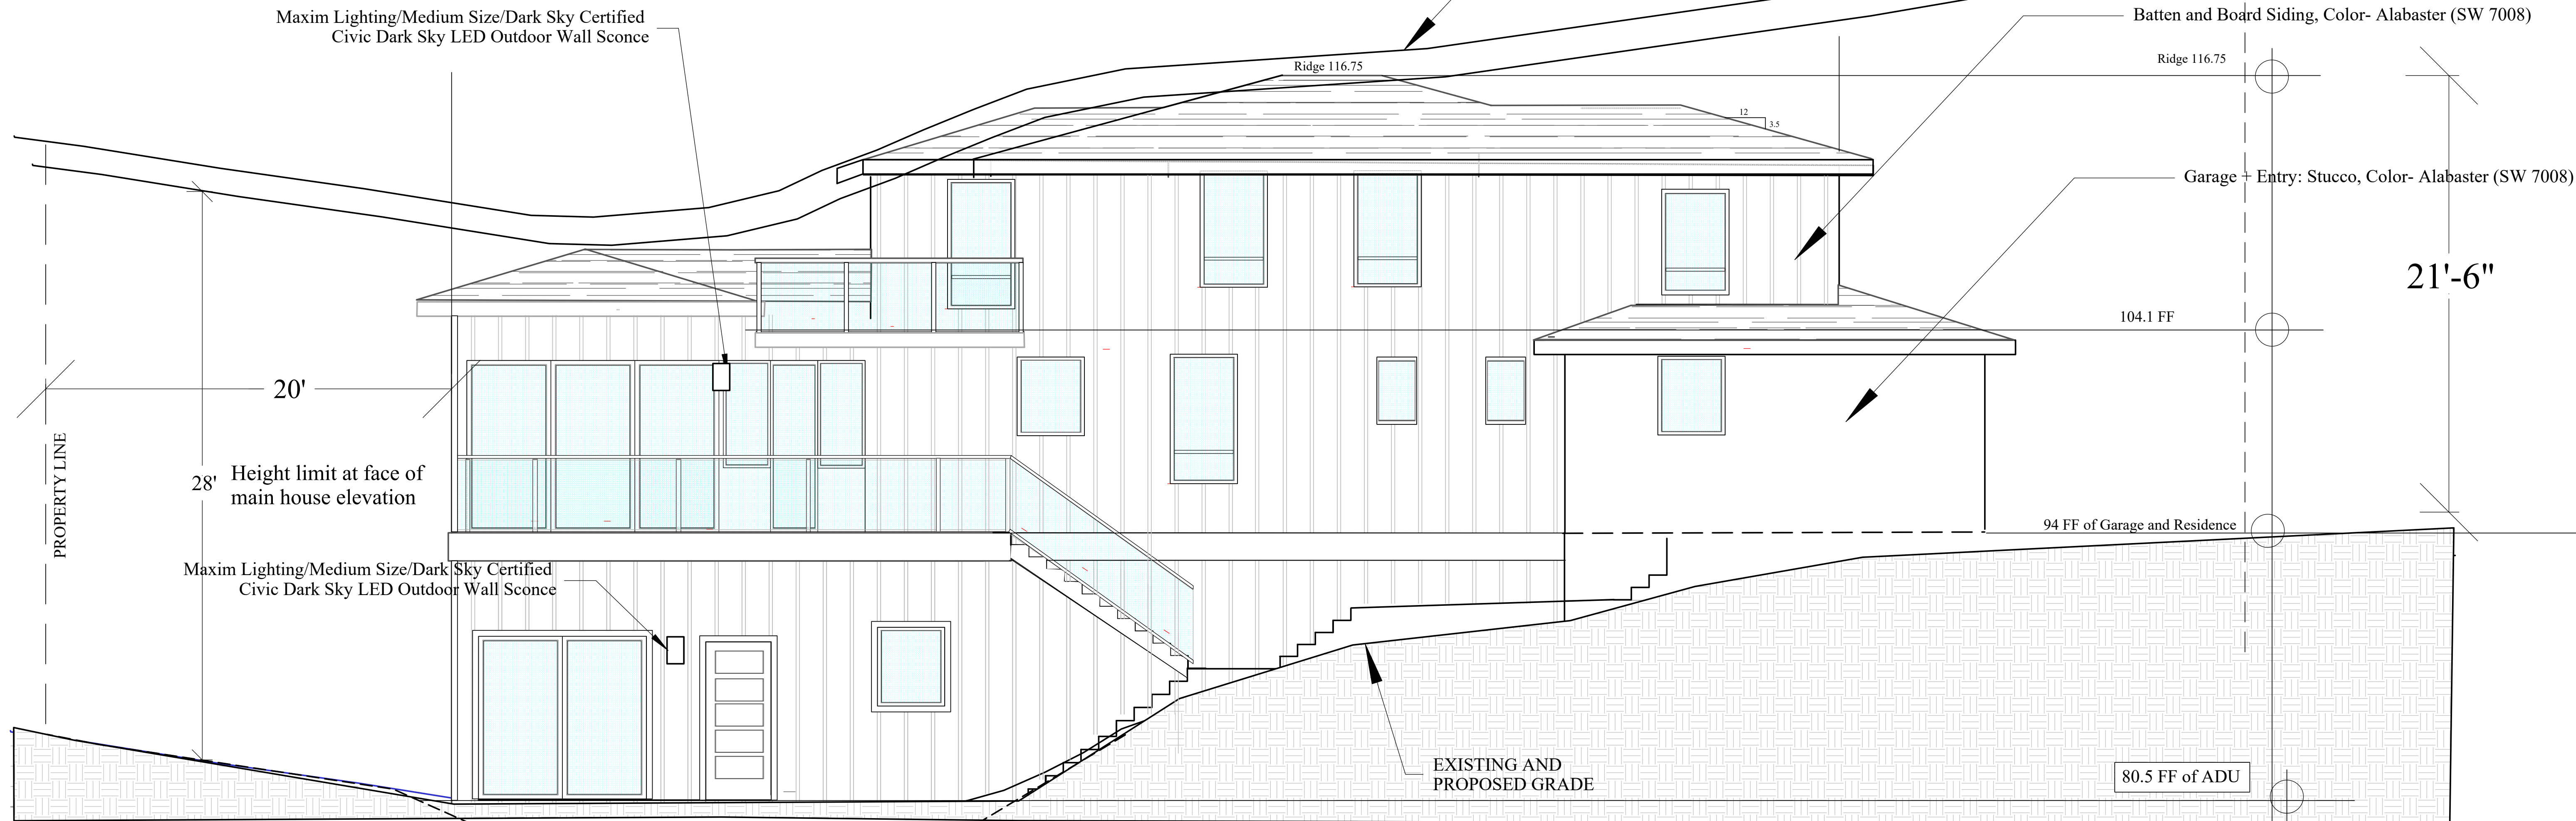 Maxim Lighting/Medium Size/Dark Sky Certified
Civic Dark Sky LED Outdoor Wall Sconce
Batten and Board Siding, Color- Alabaster (SW 7008)
Ridge 116.75
Ridge 116.75
12
3.5
Garage + Entry: Stucco, Color- Alabaster (SW 7008)
21'-6"
104.1 FF
20'
PROPERTY LINE
28'
Height limit at face of
main house elevation
94 FF of Garage and Residence
Maxim Lighting/Medium Size/Dark Sky Certified
Civic Dark Sky LED Outdoor Wall Sconce
EXISTING AND
PROPOSED GRADE
80.5 FF of ADU